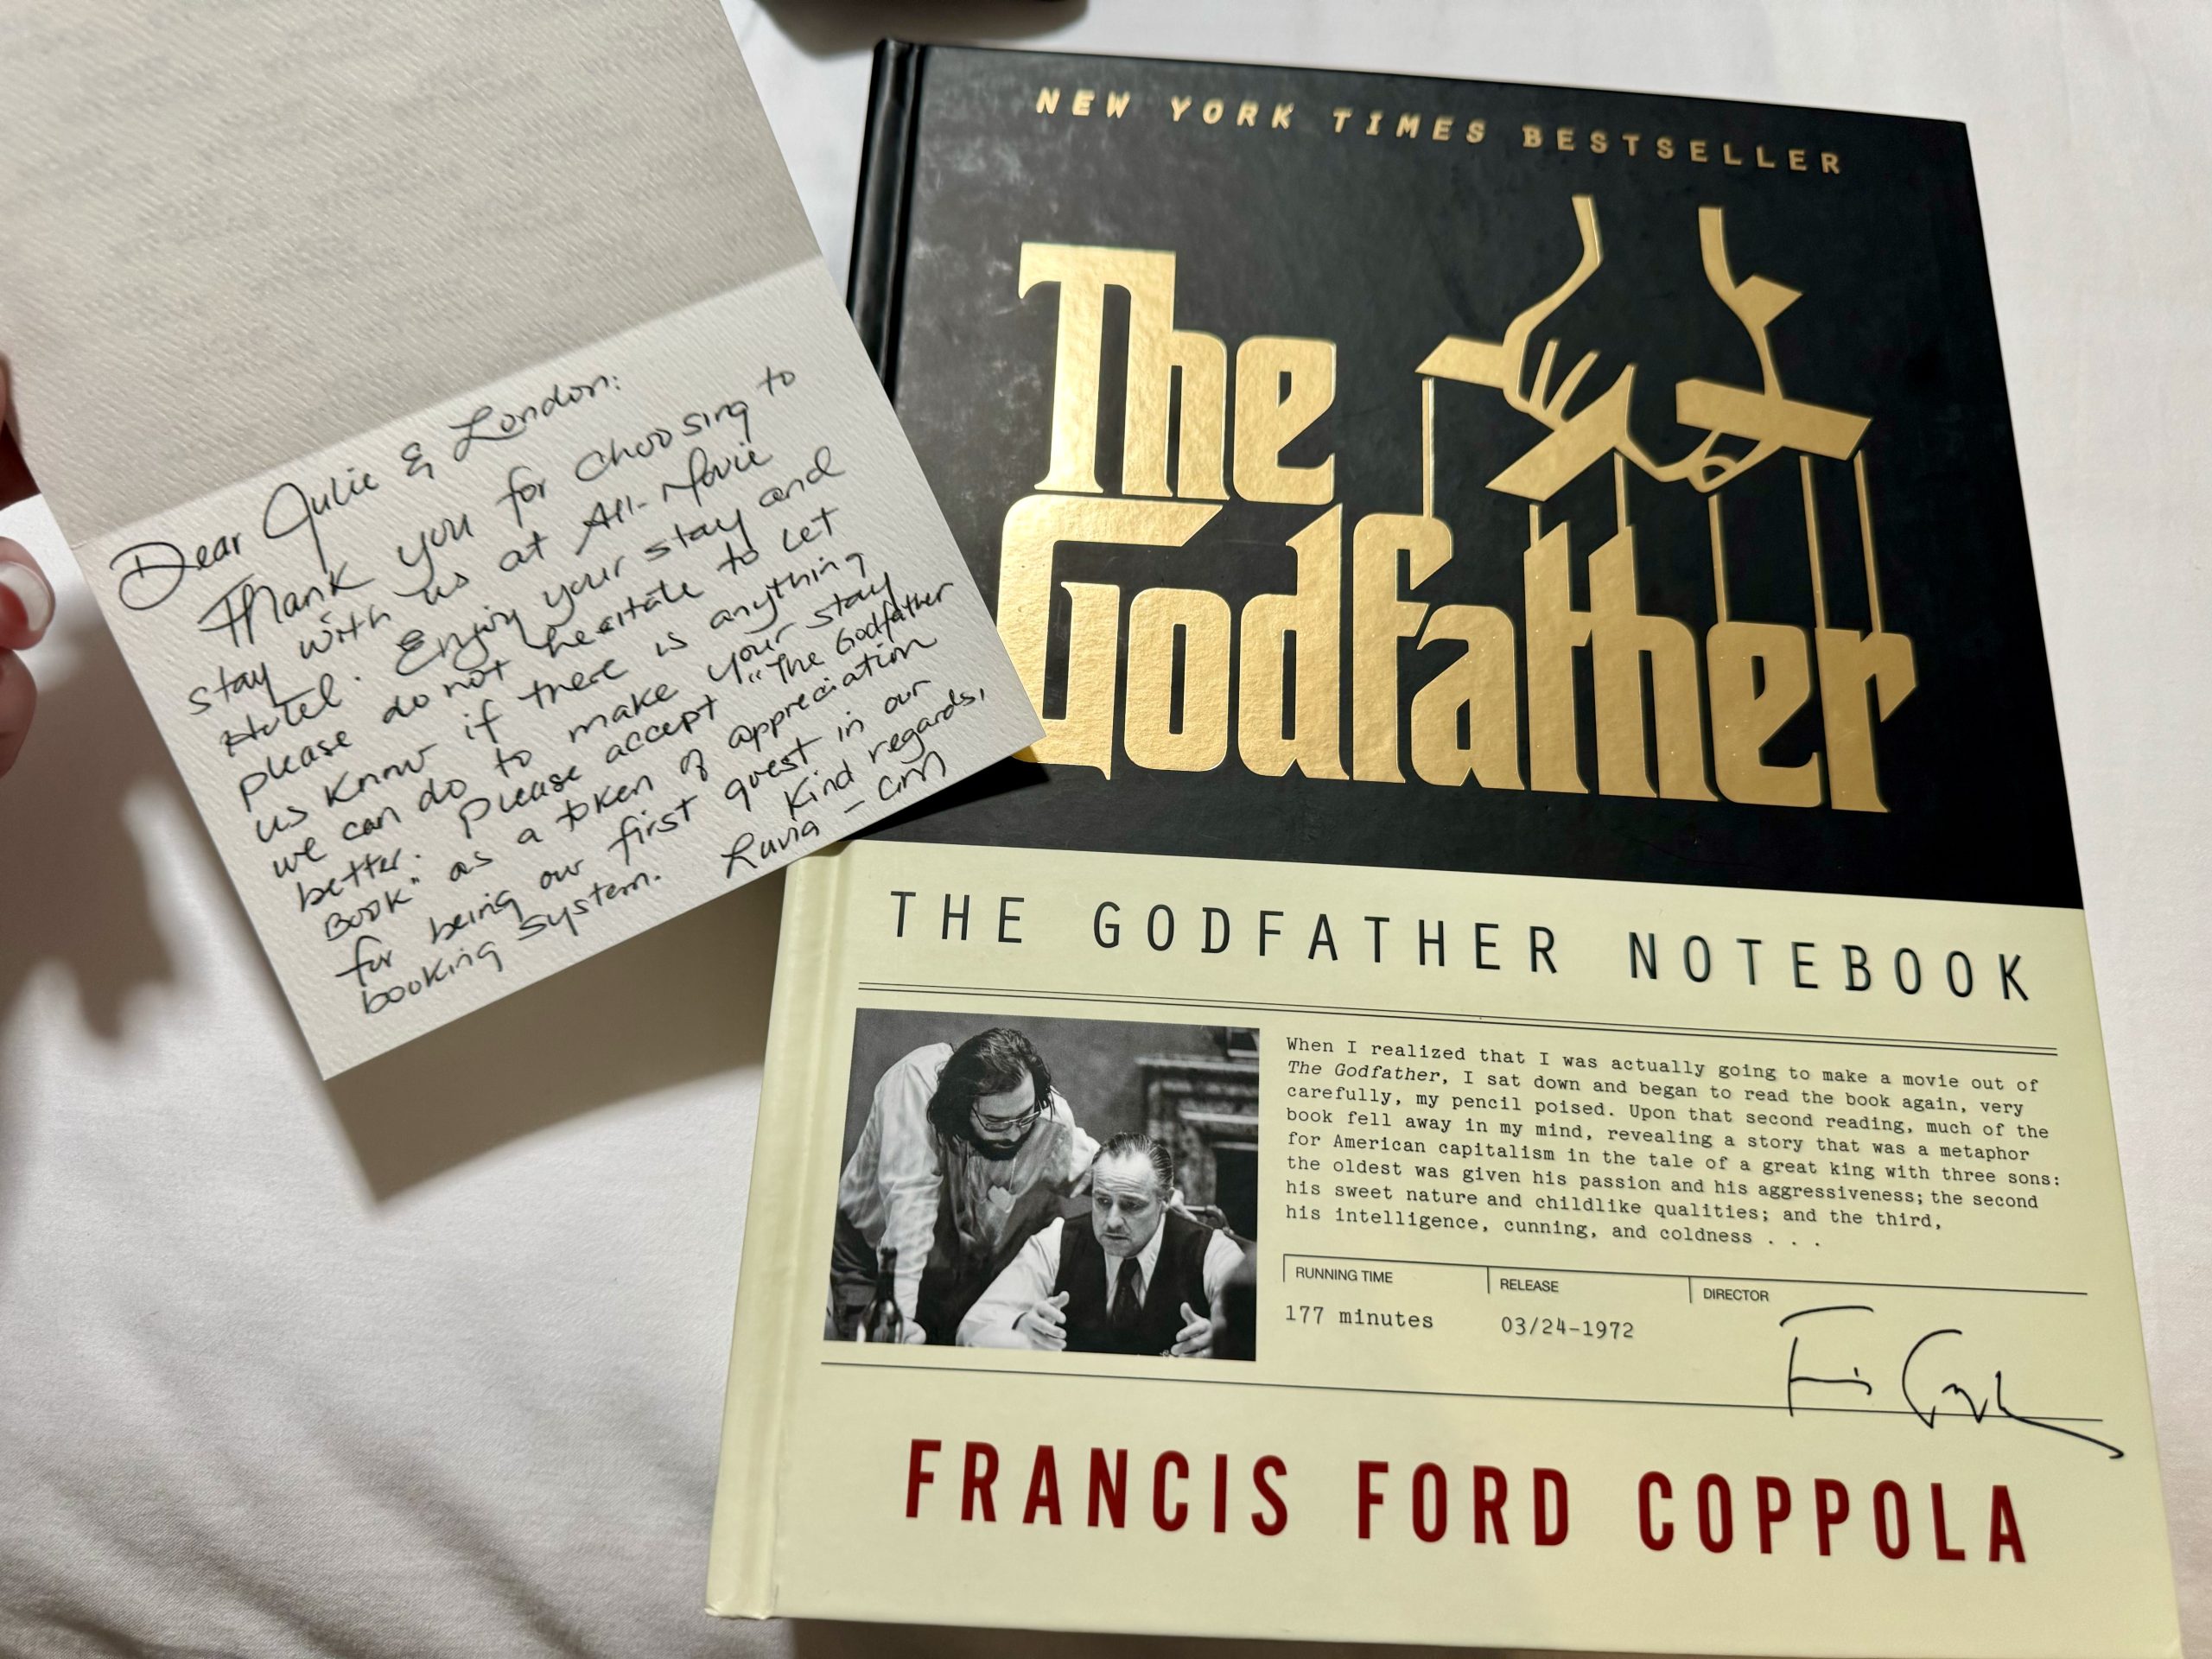 Dear Julie & London:
Thank you for choosing to
stay with us at All-Movie
Hotel. Enjoy your stay and
please do not hesitate to let
us know if there is anything
we can do to make your stay
better. Please accept "The Godfather
Book" as a token of appreciation
for being our first guest in our
booking system. Kind regards,
Luvia - GM
NEW YORK TIMES BESTSELLER
The
Godfather
THE GODFATHER NOTEBOOK
When I realized that I was actually going to make a movie out of
The Godfather, I sat down and began to read the book again, very
carefully, my pencil poised. Upon that second reading, much of the
book fell away in my mind, revealing a story that was a metaphor
for American capitalism in the tale of a great king with three sons:
the oldest was given his passion and his aggressiveness; the second
his sweet nature and childlike qualities; and the third,
his intelligence, cunning, and coldness . . .
RUNNING TIME RELEASE DIRECTOR
177 minutes 03/24-1972
FRANCIS FORD COPPOLA